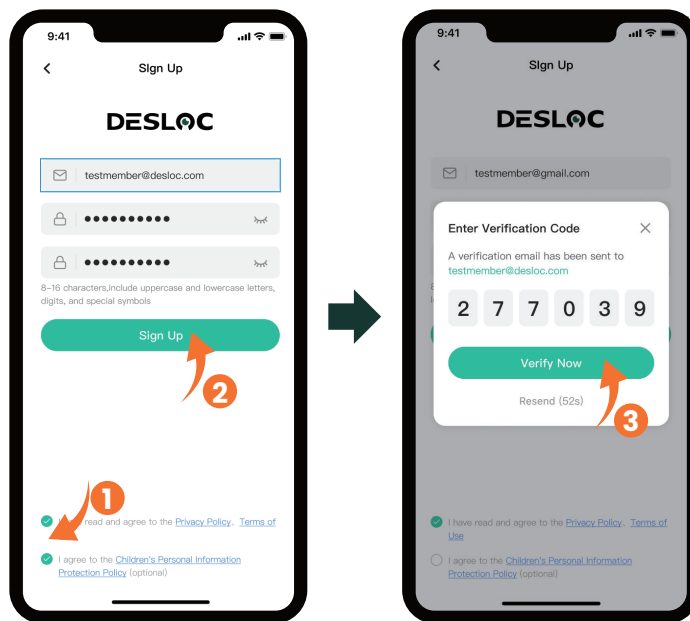 9:41
SIgn Up
DESLOC
testmember@desloc.com
8-16 characters,include uppercase and lowercase letters,
digits, and special symbols
Sign Up
2
1
read and agree to the Privacy Policy、Terms of
I agree to the Children's Personal Information
Protection Policy (optional)
9:41
SIgn Up
DESLOC
testmember@gmail.com
Enter Verification Code
A verification email has been sent to
testmember@desloc.com
2 7 7 0 3 9
Verify Now
Resend (52s)
3
I have read and agree to the Privacy Policy、Terms of
Use
I agree to the Children's Personal Information
Protection Policy (optional)